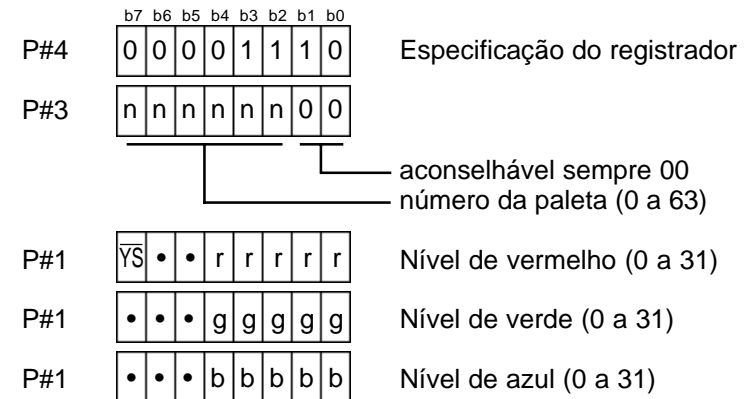 b7 b6 b5 b4 b3 b2 b1 b0
P#4 0 0 0 0 1 1 1 0 Especificação do registrador
P#3 n n n n n n 0 0
aconselhável sempre 00
número da paleta (0 a 63)
P#1 Y̅S̅ • • r r r r r Nível de vermelho (0 a 31)
P#1 • • • g g g g g Nível de verde (0 a 31)
P#1 • • • b b b b b Nível de azul (0 a 31)